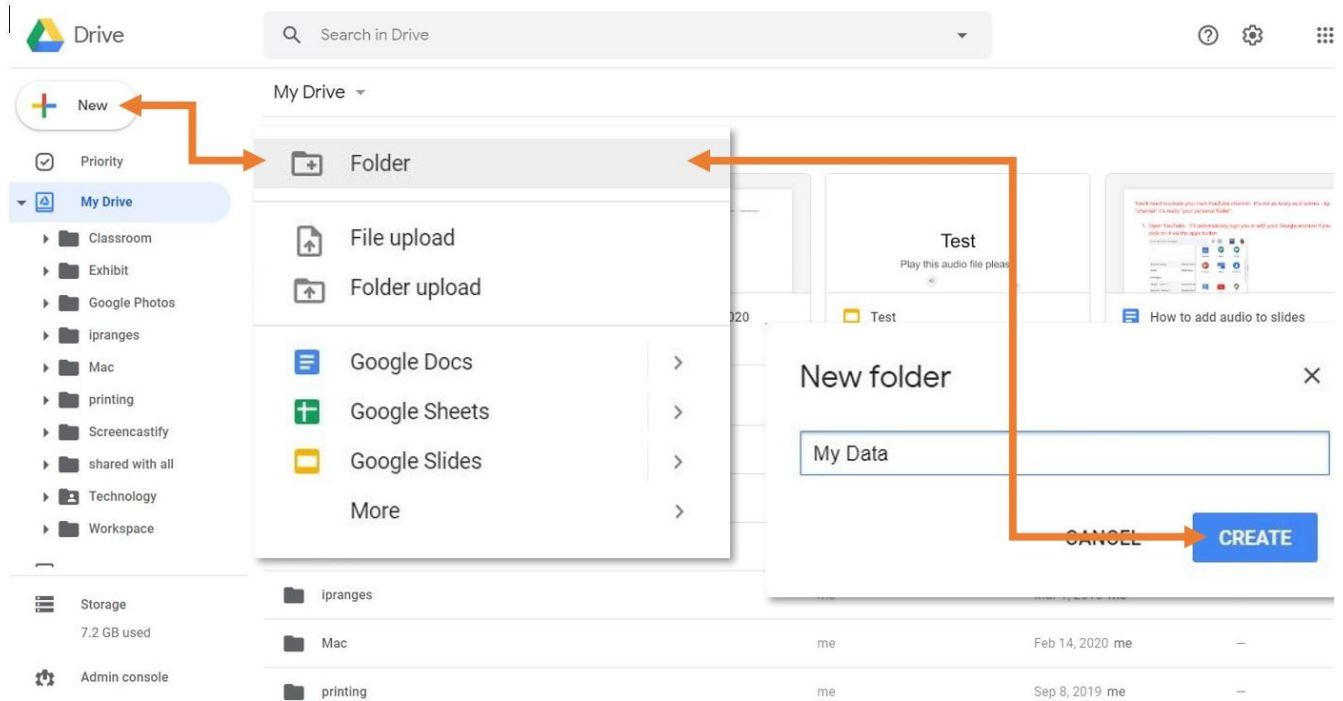 Drive
Search in Drive
New
My Drive
Priority
My Drive
Classroom
Exhibit
Google Photos
ipranges
Mac
printing
Screencastify
shared with all
Technology
Workspace
Storage
7.2 GB used
Admin console
Folder
File upload
Folder upload
Google Docs
Google Sheets
Google Slides
More
Test
Play this audio file pleas
020
Test
How to add audio to slides
New folder
My Data
CANCEL
CREATE
ipranges
Mac me Feb 14, 2020 me –
printing me Sep 8, 2019 me –